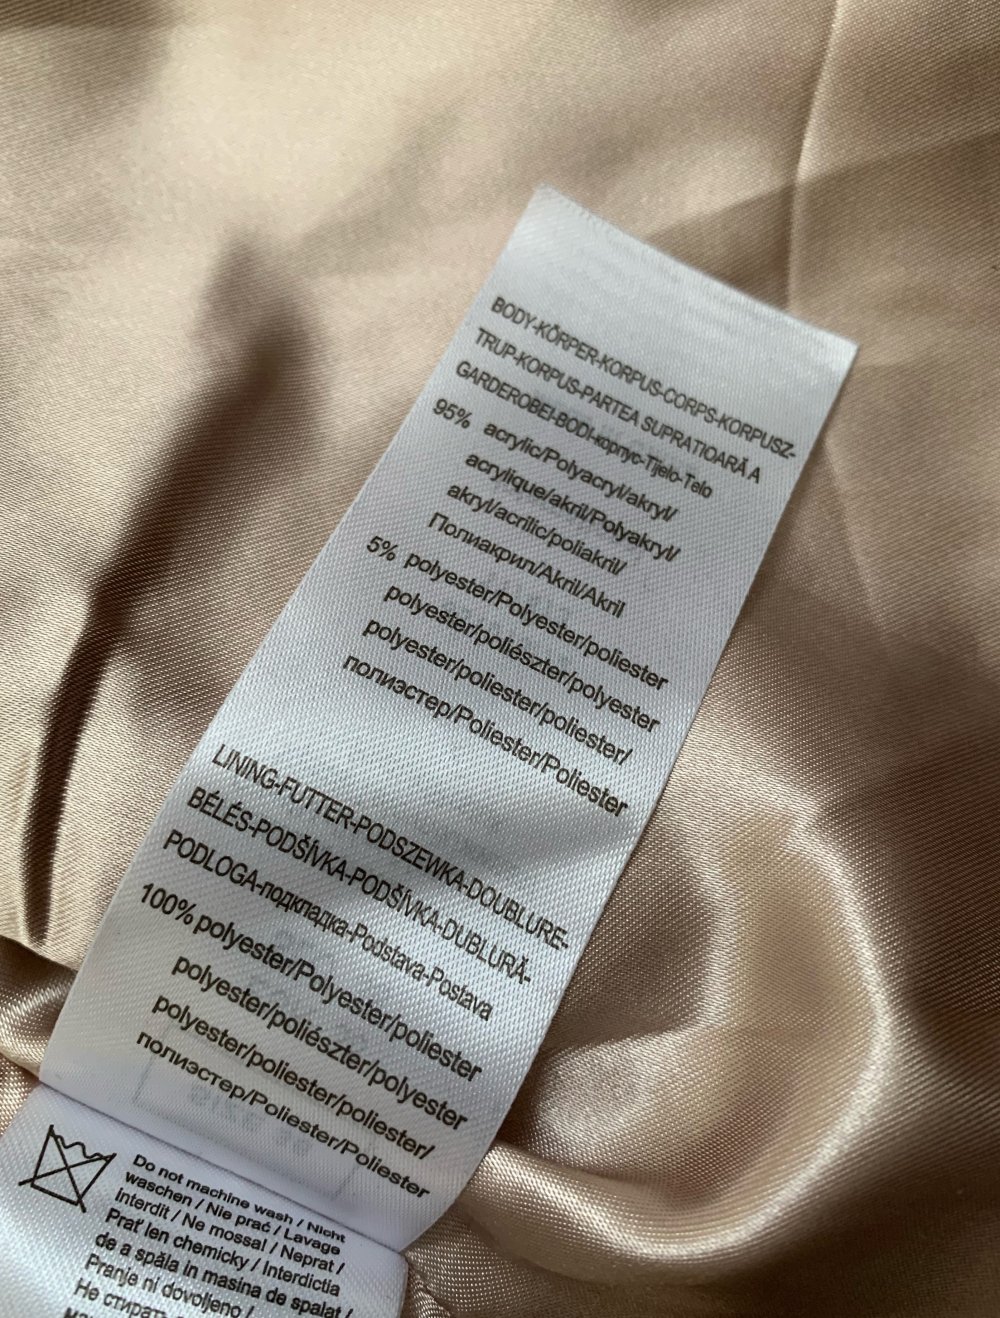 BODY-KÖRPER-KORPUS-CORPS-KORPUSZ-
TRUP-KORPUS-PARTEA SUPRATIOARĂ A
GARDEROBEI-BODI-корпус-Tijelo-Telo
95% acrylic/Polyacryl/akryl/
acrylique/akril/Polyakryl/
akryl/acrilic/poliakril/
Полиакрил/Akril/Akril
5% polyester/Polyester/poliester
polyester/poliészter/polyester
polyester/poliester/poliester/
полиэстер/Poliester/Poliester
LINING-FUTTER-PODSZEWKA-DOUBLURE-
BÉLÉS-PODŠÍVKA-PODŠÍVKA-DUBLURĂ-
PODLOGA-подкладка-Podstava-Postava
100% polyester/Polyester/poliester
polyester/poliészter/polyester
polyester/poliester/poliester/
полиэстер/Poliester/Poliester
Do not machine wash / Nicht
waschen / Nie prać / Lavage
Interdit / Ne mossa! / Neprat /
Prať len chemicky / Interdictia
de a spăla in masina de spalat /
Pranje ni dovoljeno /
Не стирать